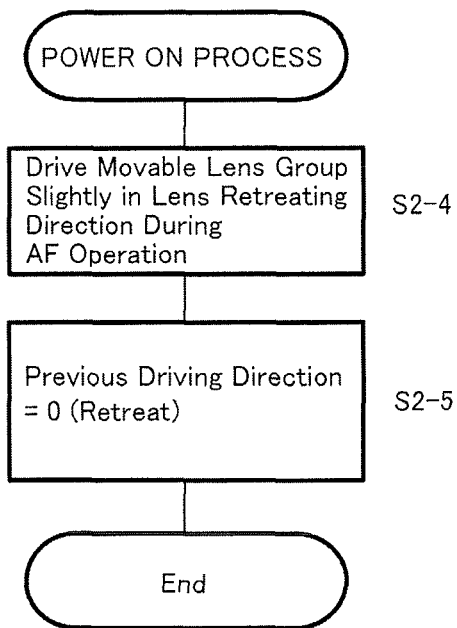 POWER ON PROCESS
Drive Movable Lens Group
Slightly in Lens Retreating
Direction During
AF Operation
S2-4
Previous Driving Direction
= 0 (Retreat)
S2-5
End